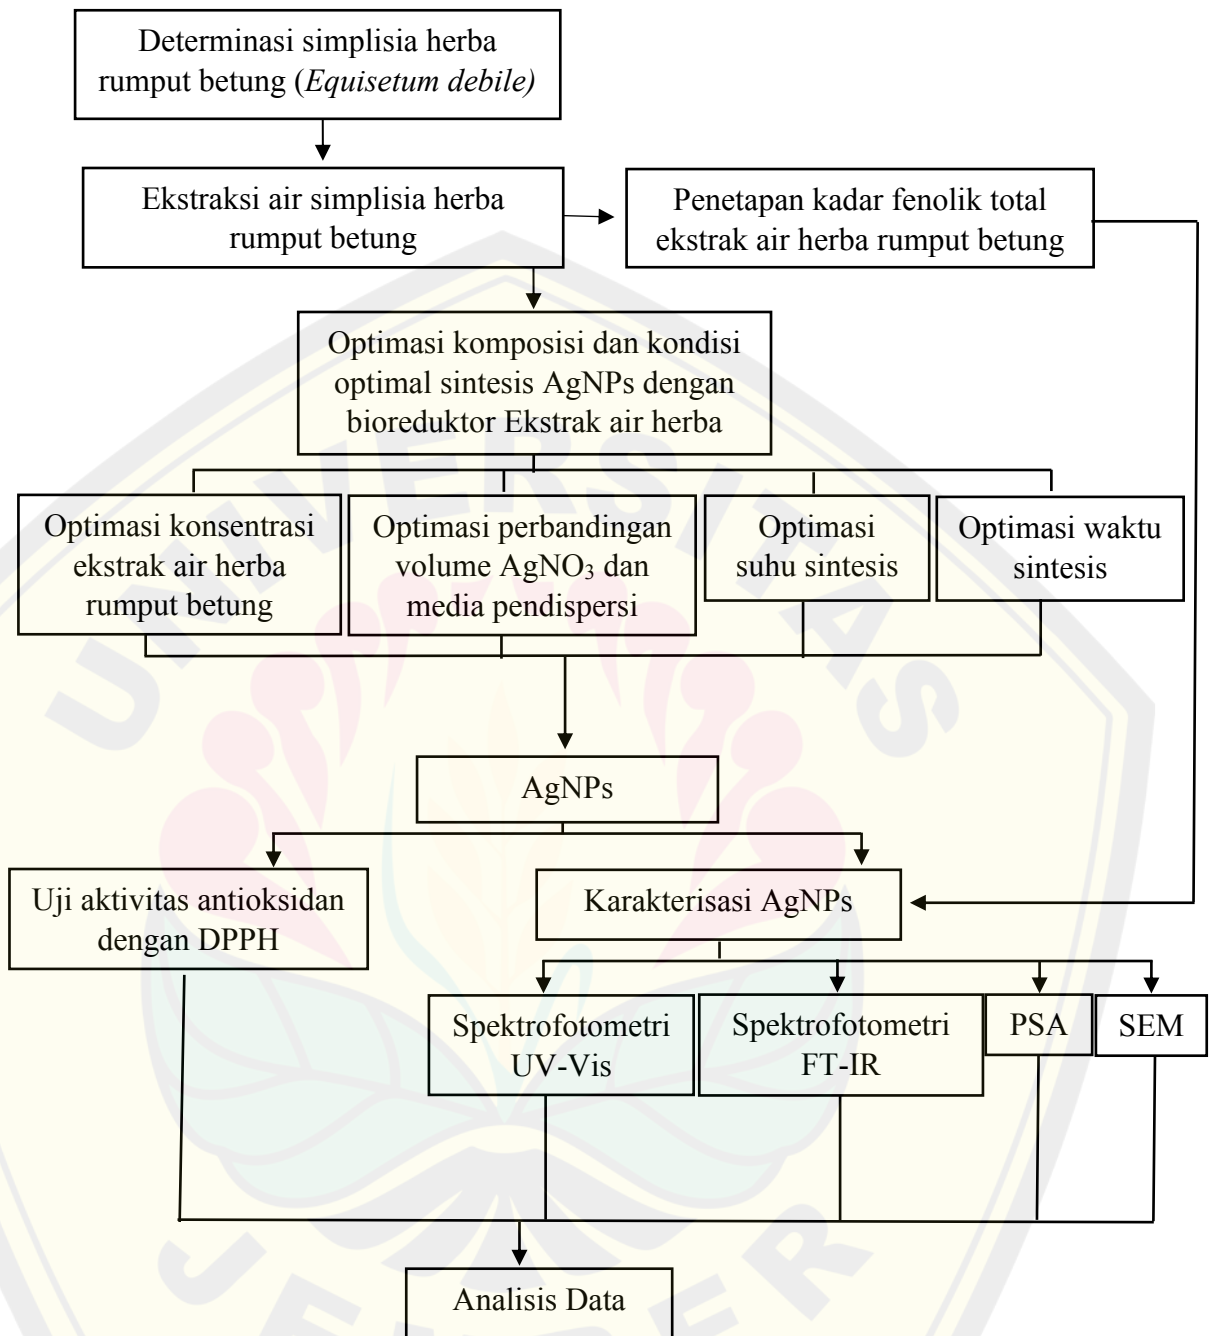 Determinasi simplisia herba
rumput betung (Equisetum debile)
Ekstraksi air simplisia herba
rumput betung
Penetapan kadar fenolik total
ekstrak air herba rumput betung
Optimasi komposisi dan kondisi
optimal sintesis AgNPs dengan
bioreduktor Ekstrak air herba
Optimasi konsentrasi
ekstrak air herba
rumput betung
Optimasi perbandingan
volume AgNO₃ dan
media pendispersi
Optimasi
suhu sintesis
Optimasi waktu
sintesis
AgNPs
Uji aktivitas antioksidan
dengan DPPH
Karakterisasi AgNPs
Spektrofotometri
UV-Vis
Spektrofotometri
FT-IR
PSA
SEM
Analisis Data
UNIVERSITAS
JEMBER